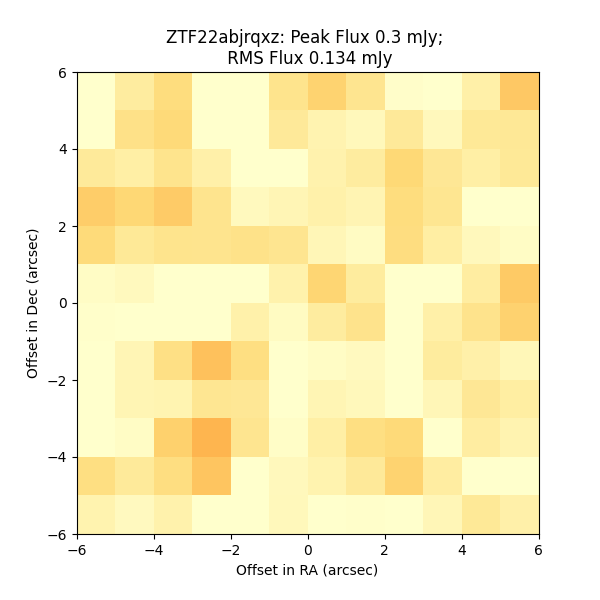 ZTF22abjrqxz: Peak Flux 0.3 mJy;
RMS Flux 0.134 mJy
6
4
2
0
−2
−4
−6
Offset in Dec (arcsec)
−6 −4 −2 0 2 4 6
Offset in RA (arcsec)